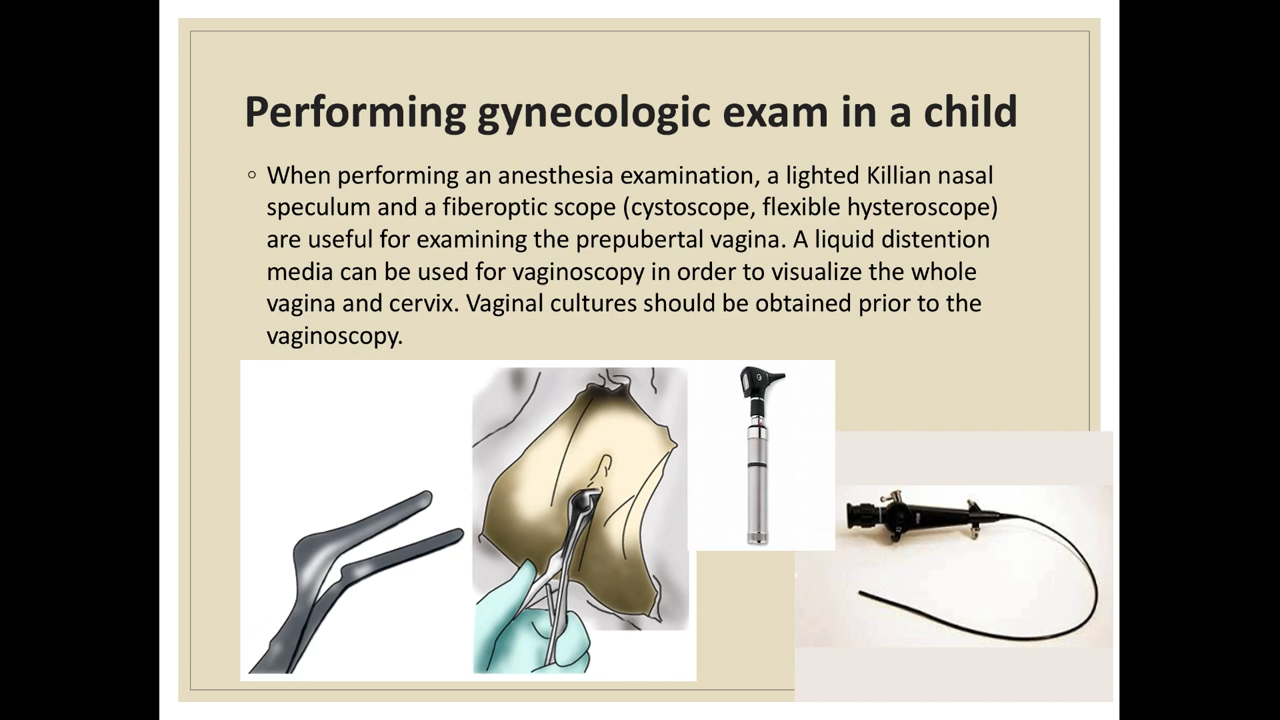 Performing gynecologic exam in a child
◦ When performing an anesthesia examination, a lighted Killian nasal
speculum and a fiberoptic scope (cystoscope, flexible hysteroscope)
are useful for examining the prepubertal vagina. A liquid distention
media can be used for vaginoscopy in order to visualize the whole
vagina and cervix. Vaginal cultures should be obtained prior to the
vaginoscopy.